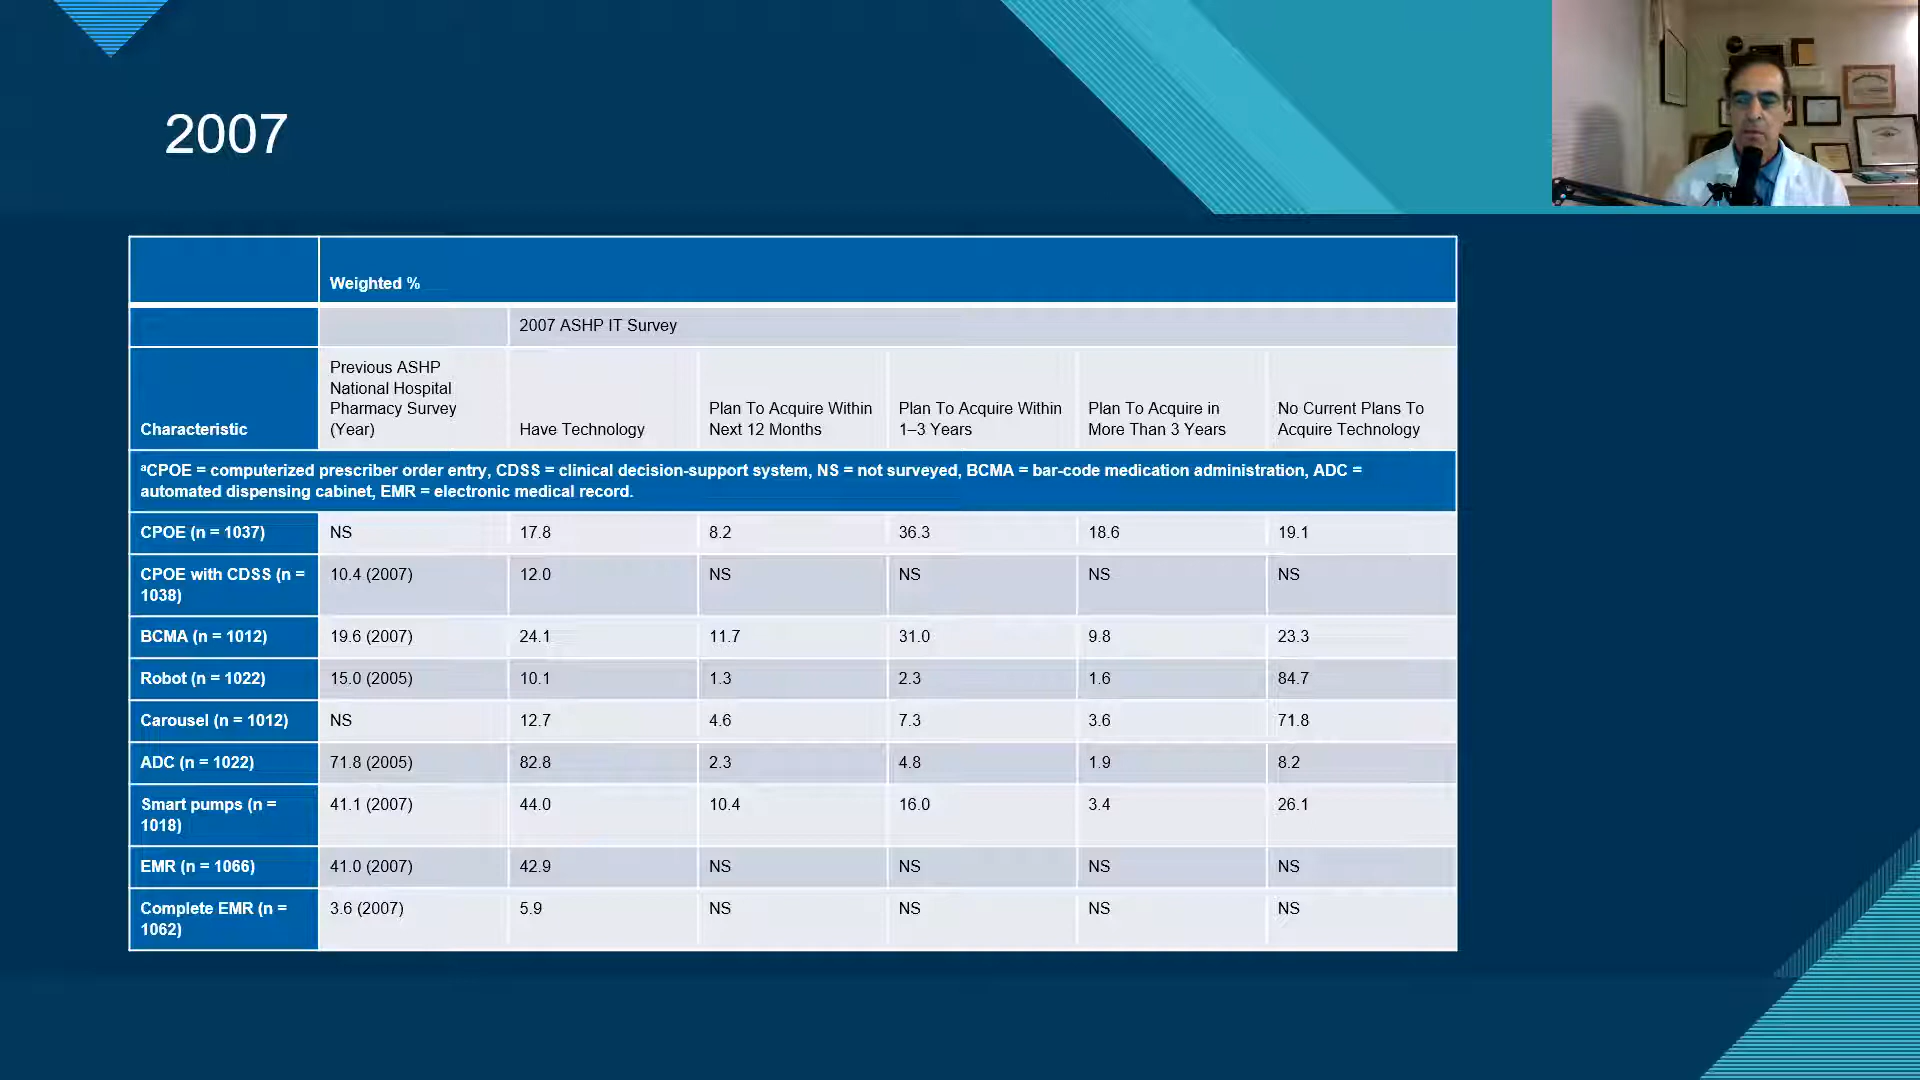 2007
Weighted %
2007 ASHP IT Survey
Characteristic
Previous ASHP
National Hospital
Pharmacy Survey
(Year)
Have Technology
Plan To Acquire Within
Next 12 Months
Plan To Acquire Within
1–3 Years
Plan To Acquire in
More Than 3 Years
No Current Plans To
Acquire Technology
ᵃCPOE = computerized prescriber order entry, CDSS = clinical decision-support system, NS = not surveyed, BCMA = bar-code medication administration, ADC =
automated dispensing cabinet, EMR = electronic medical record.
CPOE (n = 1037) NS 17.8 8.2 36.3 18.6 19.1
CPOE with CDSS (n = 10.4 (2007) 12.0 NS NS NS NS
1038)
BCMA (n = 1012) 19.6 (2007) 24.1 11.7 31.0 9.8 23.3
Robot (n = 1022) 15.0 (2005) 10.1 1.3 2.3 1.6 84.7
Carousel (n = 1012) NS 12.7 4.6 7.3 3.6 71.8
ADC (n = 1022) 71.8 (2005) 82.8 2.3 4.8 1.9 8.2
Smart pumps (n = 41.1 (2007) 44.0 10.4 16.0 3.4 26.1
1018)
EMR (n = 1066) 41.0 (2007) 42.9 NS NS NS NS
Complete EMR (n = 3.6 (2007) 5.9 NS NS NS NS
1062)